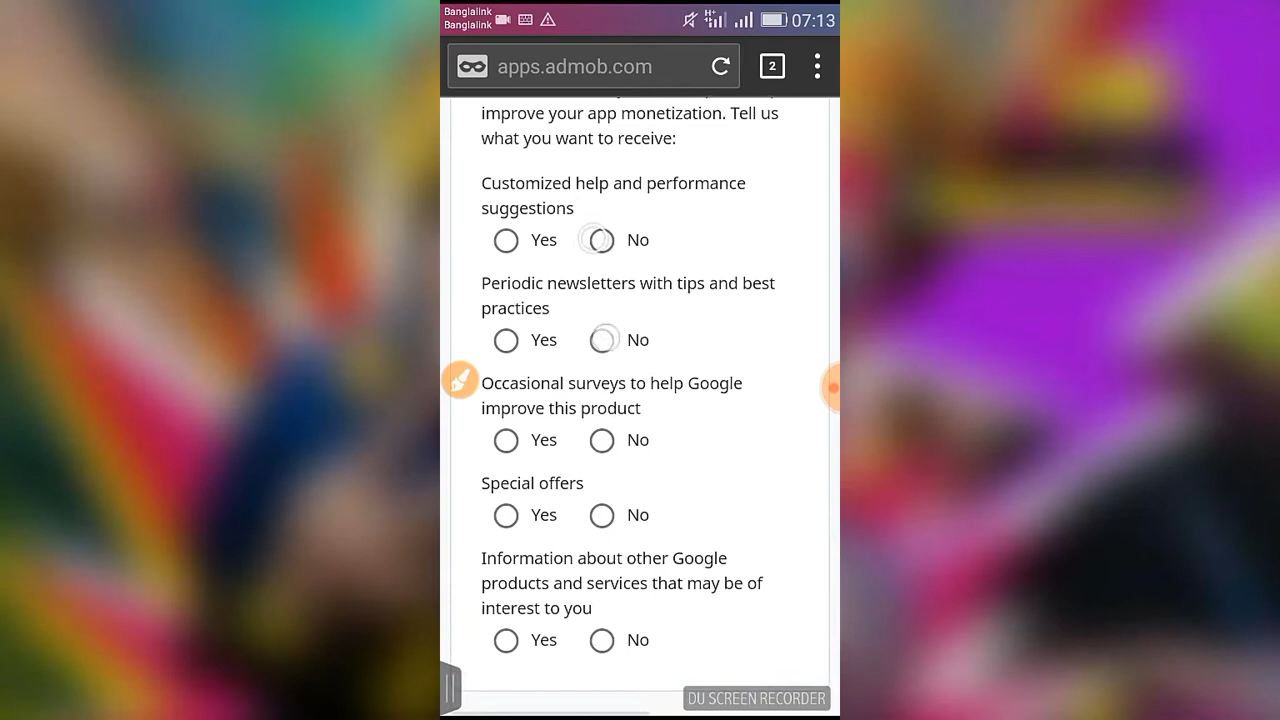 Banglalink
Banglalink
H+
07:13
apps.admob.com
2
improve your app monetization. Tell us
what you want to receive:
Customized help and performance
suggestions
Yes No
Periodic newsletters with tips and best
practices
Yes No
Occasional surveys to help Google
improve this product
Yes No
Special offers
Yes No
Information about other Google
products and services that may be of
interest to you
Yes No
DU SCREEN RECORDER